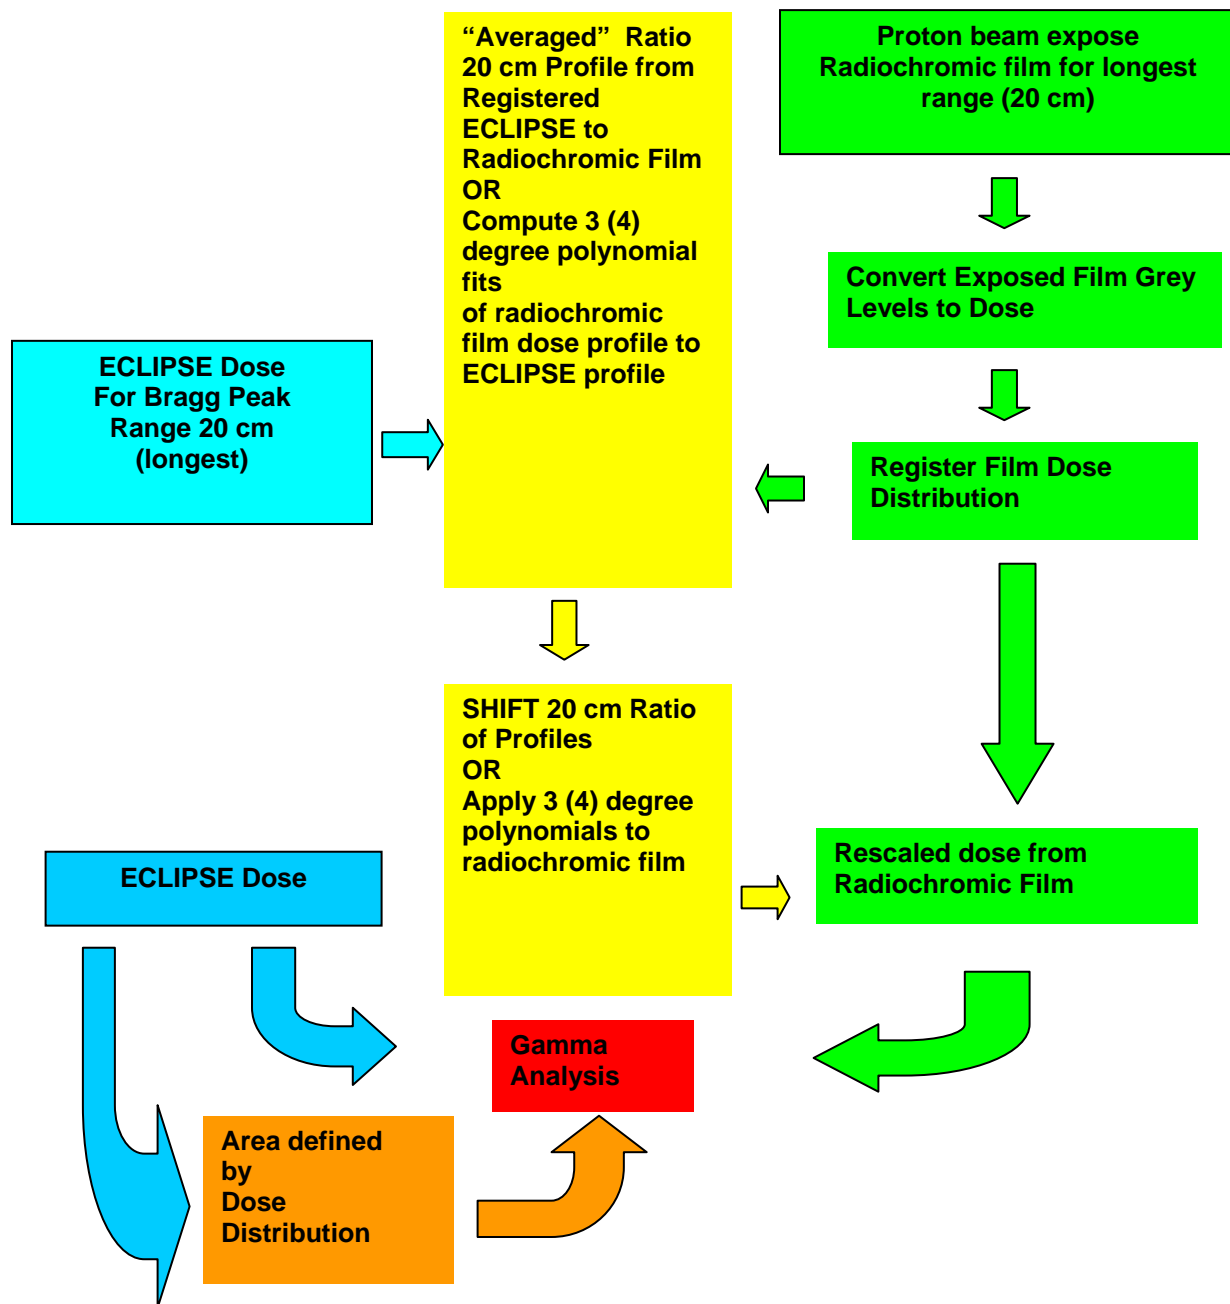 “Averaged” Ratio
20 cm Profile from
Registered
ECLIPSE to
Radiochromic Film
OR
Compute 3 (4)
degree polynomial
fits
of radiochromic
film dose profile to
ECLIPSE profile
Proton beam expose
Radiochromic film for longest
range (20 cm)
Convert Exposed Film Grey
Levels to Dose
ECLIPSE Dose
For Bragg Peak
Range 20 cm
(longest)
Register Film Dose
Distribution
SHIFT 20 cm Ratio
of Profiles
OR
Apply 3 (4) degree
polynomials to
radiochromic film
Rescaled dose from
Radiochromic Film
ECLIPSE Dose
Gamma
Analysis
Area defined
by
Dose
Distribution